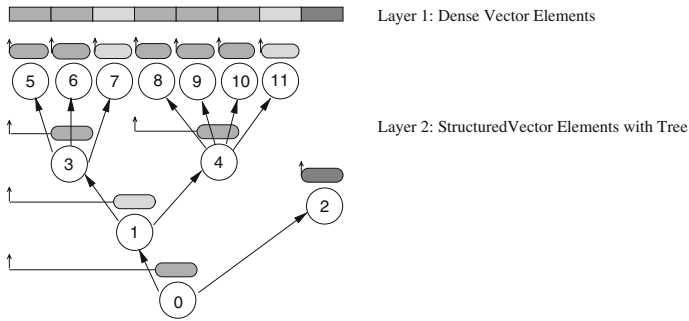 Layer 1: Dense Vector Elements
5 6 7 8 9 10 11
Layer 2: StructuredVector Elements with Tree
3 4
2
1
0